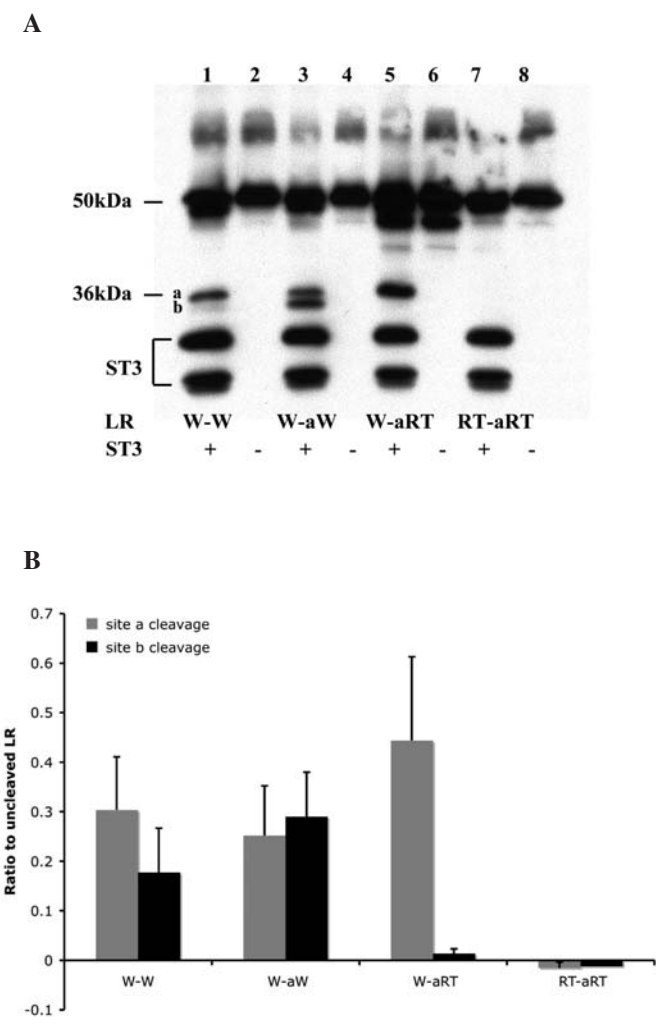 A
1 2 3 4 5 6 7 8
50kDa
36kDa a
b
ST3
LR W-W W-aW W-aRT RT-aRT
ST3 + - + - + - + -
B
0.7
site a cleavage
site b cleavage
0.6
0.5
0.4
0.3
0.2
0.1
0
-0.1
Ratio to uncleaved LR
W-W W-aW W-aRT RT-aRT